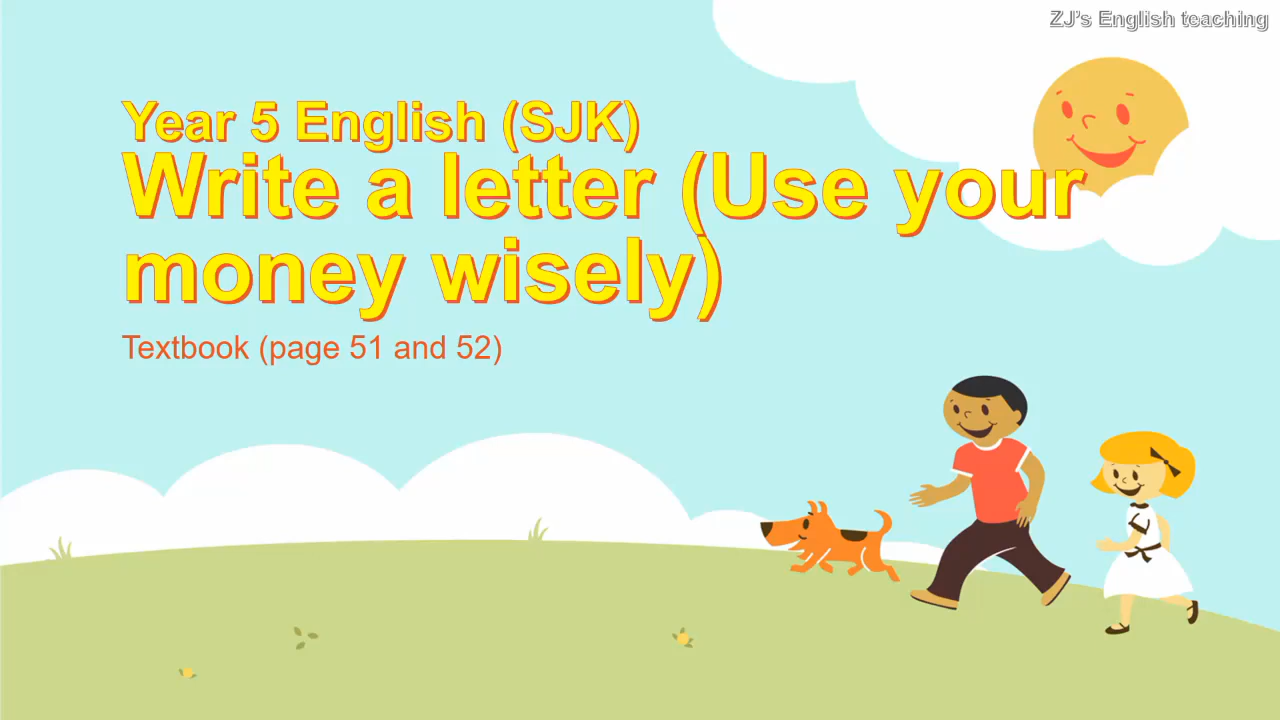 ZJ's English teaching
Year 5 English (SJK)
Write a letter (Use your
money wisely)
Textbook (page 51 and 52)